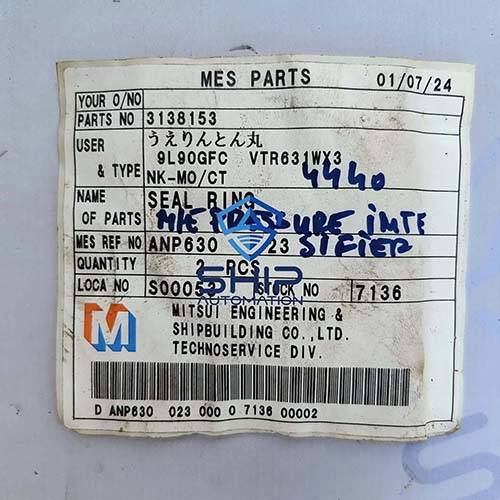 MES PARTS 01/07/24
YOUR O/NO
PARTS NO 3138153
USER & TYPE うえりんとん丸
9L90GFC VTR631WX3
NK-MO/CT 4440
NAME OF PARTS SEAL RING
M/E PRESSURE INTE
SIFIER
MES REF NO ANP630 023
QUANTITY 2 PCS
LOCA NO S0005 STOCK NO 7136
SHIP
AUTOMATION
M
MITSUI ENGINEERING &
SHIPBUILDING CO.,LTD.
TECHNOSERVICE DIV.
D ANP630 023 000 0 7136 00002